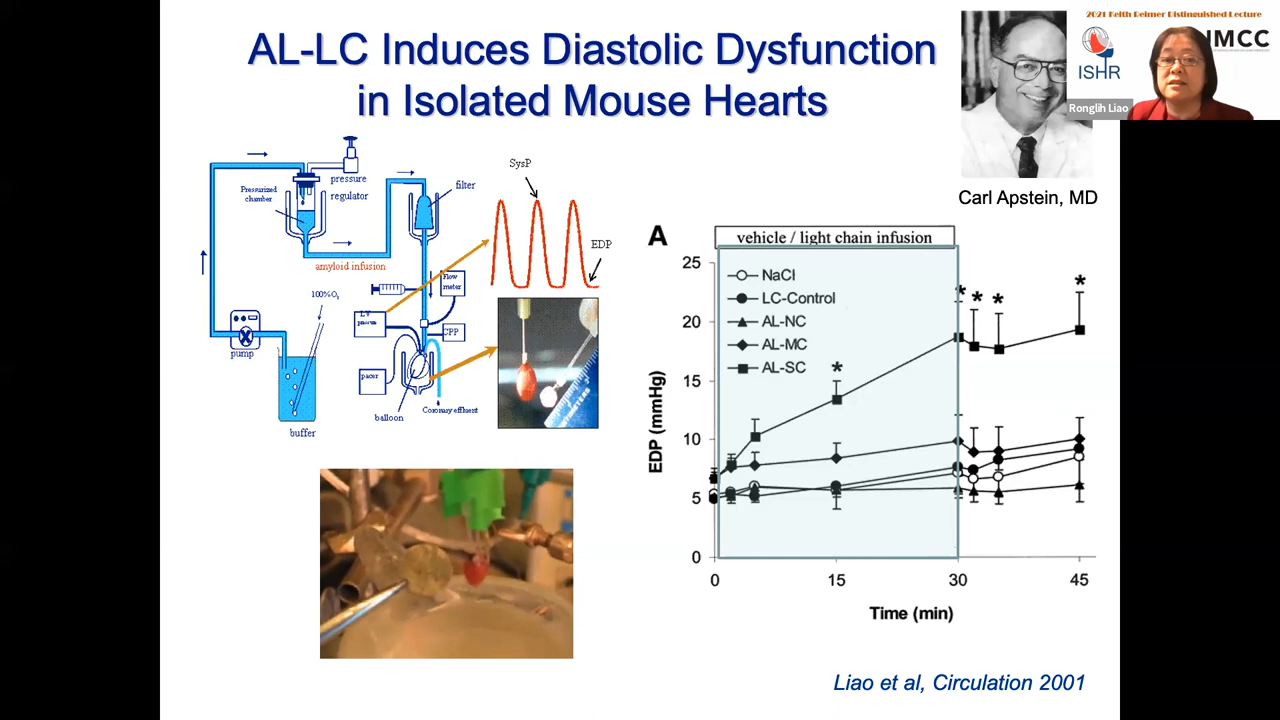 AL-LC Induces Diastolic Dysfunction
in Isolated Mouse Hearts
2021 Keith Reimer Distinguished Lecture
ISHR
JMCC
Ronglih Liao
Carl Apstein, MD
pressure
regulator
Pressurized
chamber
filter
amyloid infusion
100%O₂
Flow
meter
LV
CPP
pump
pacer
balloon
Coronary effluent
buffer
SysP
EDP
A
vehicle / light chain infusion
25
20
15
10
5
0
EDP (mmHg)
NaCl
LC-Control
AL-NC
AL-MC
AL-SC
*
* * *
*
0 15 30 45
Time (min)
Liao et al, Circulation 2001